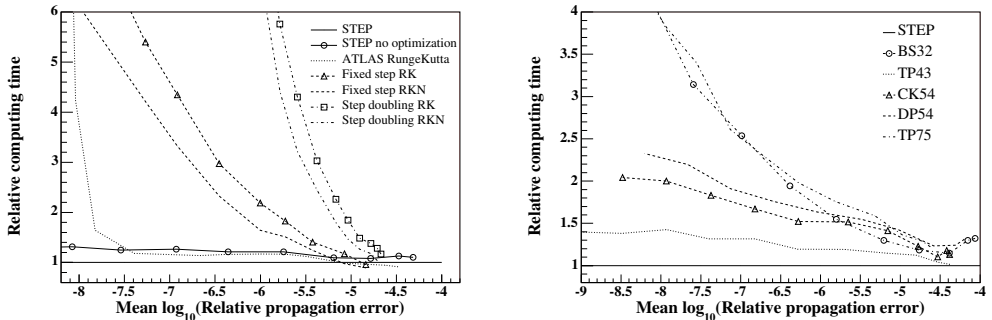 Relative computing time
6
5
4
3
2
1
-8 -7.5 -7 -6.5 -6 -5.5 -5 -4.5
Mean log10(Relative propagation error)
STEP
STEP no optimization
ATLAS RungeKutta
Fixed step RK
Fixed step RKN
Step doubling RK
Step doubling RKN
Relative computing time
4
3.5
3
2.5
2
1.5
1
-9 -8.5 -8 -7.5 -7 -6.5 -6 -5.5 -5 -4.5 -4
Mean log10(Relative propagation error)
STEP
BS32
TP43
CK54
DP54
TP75